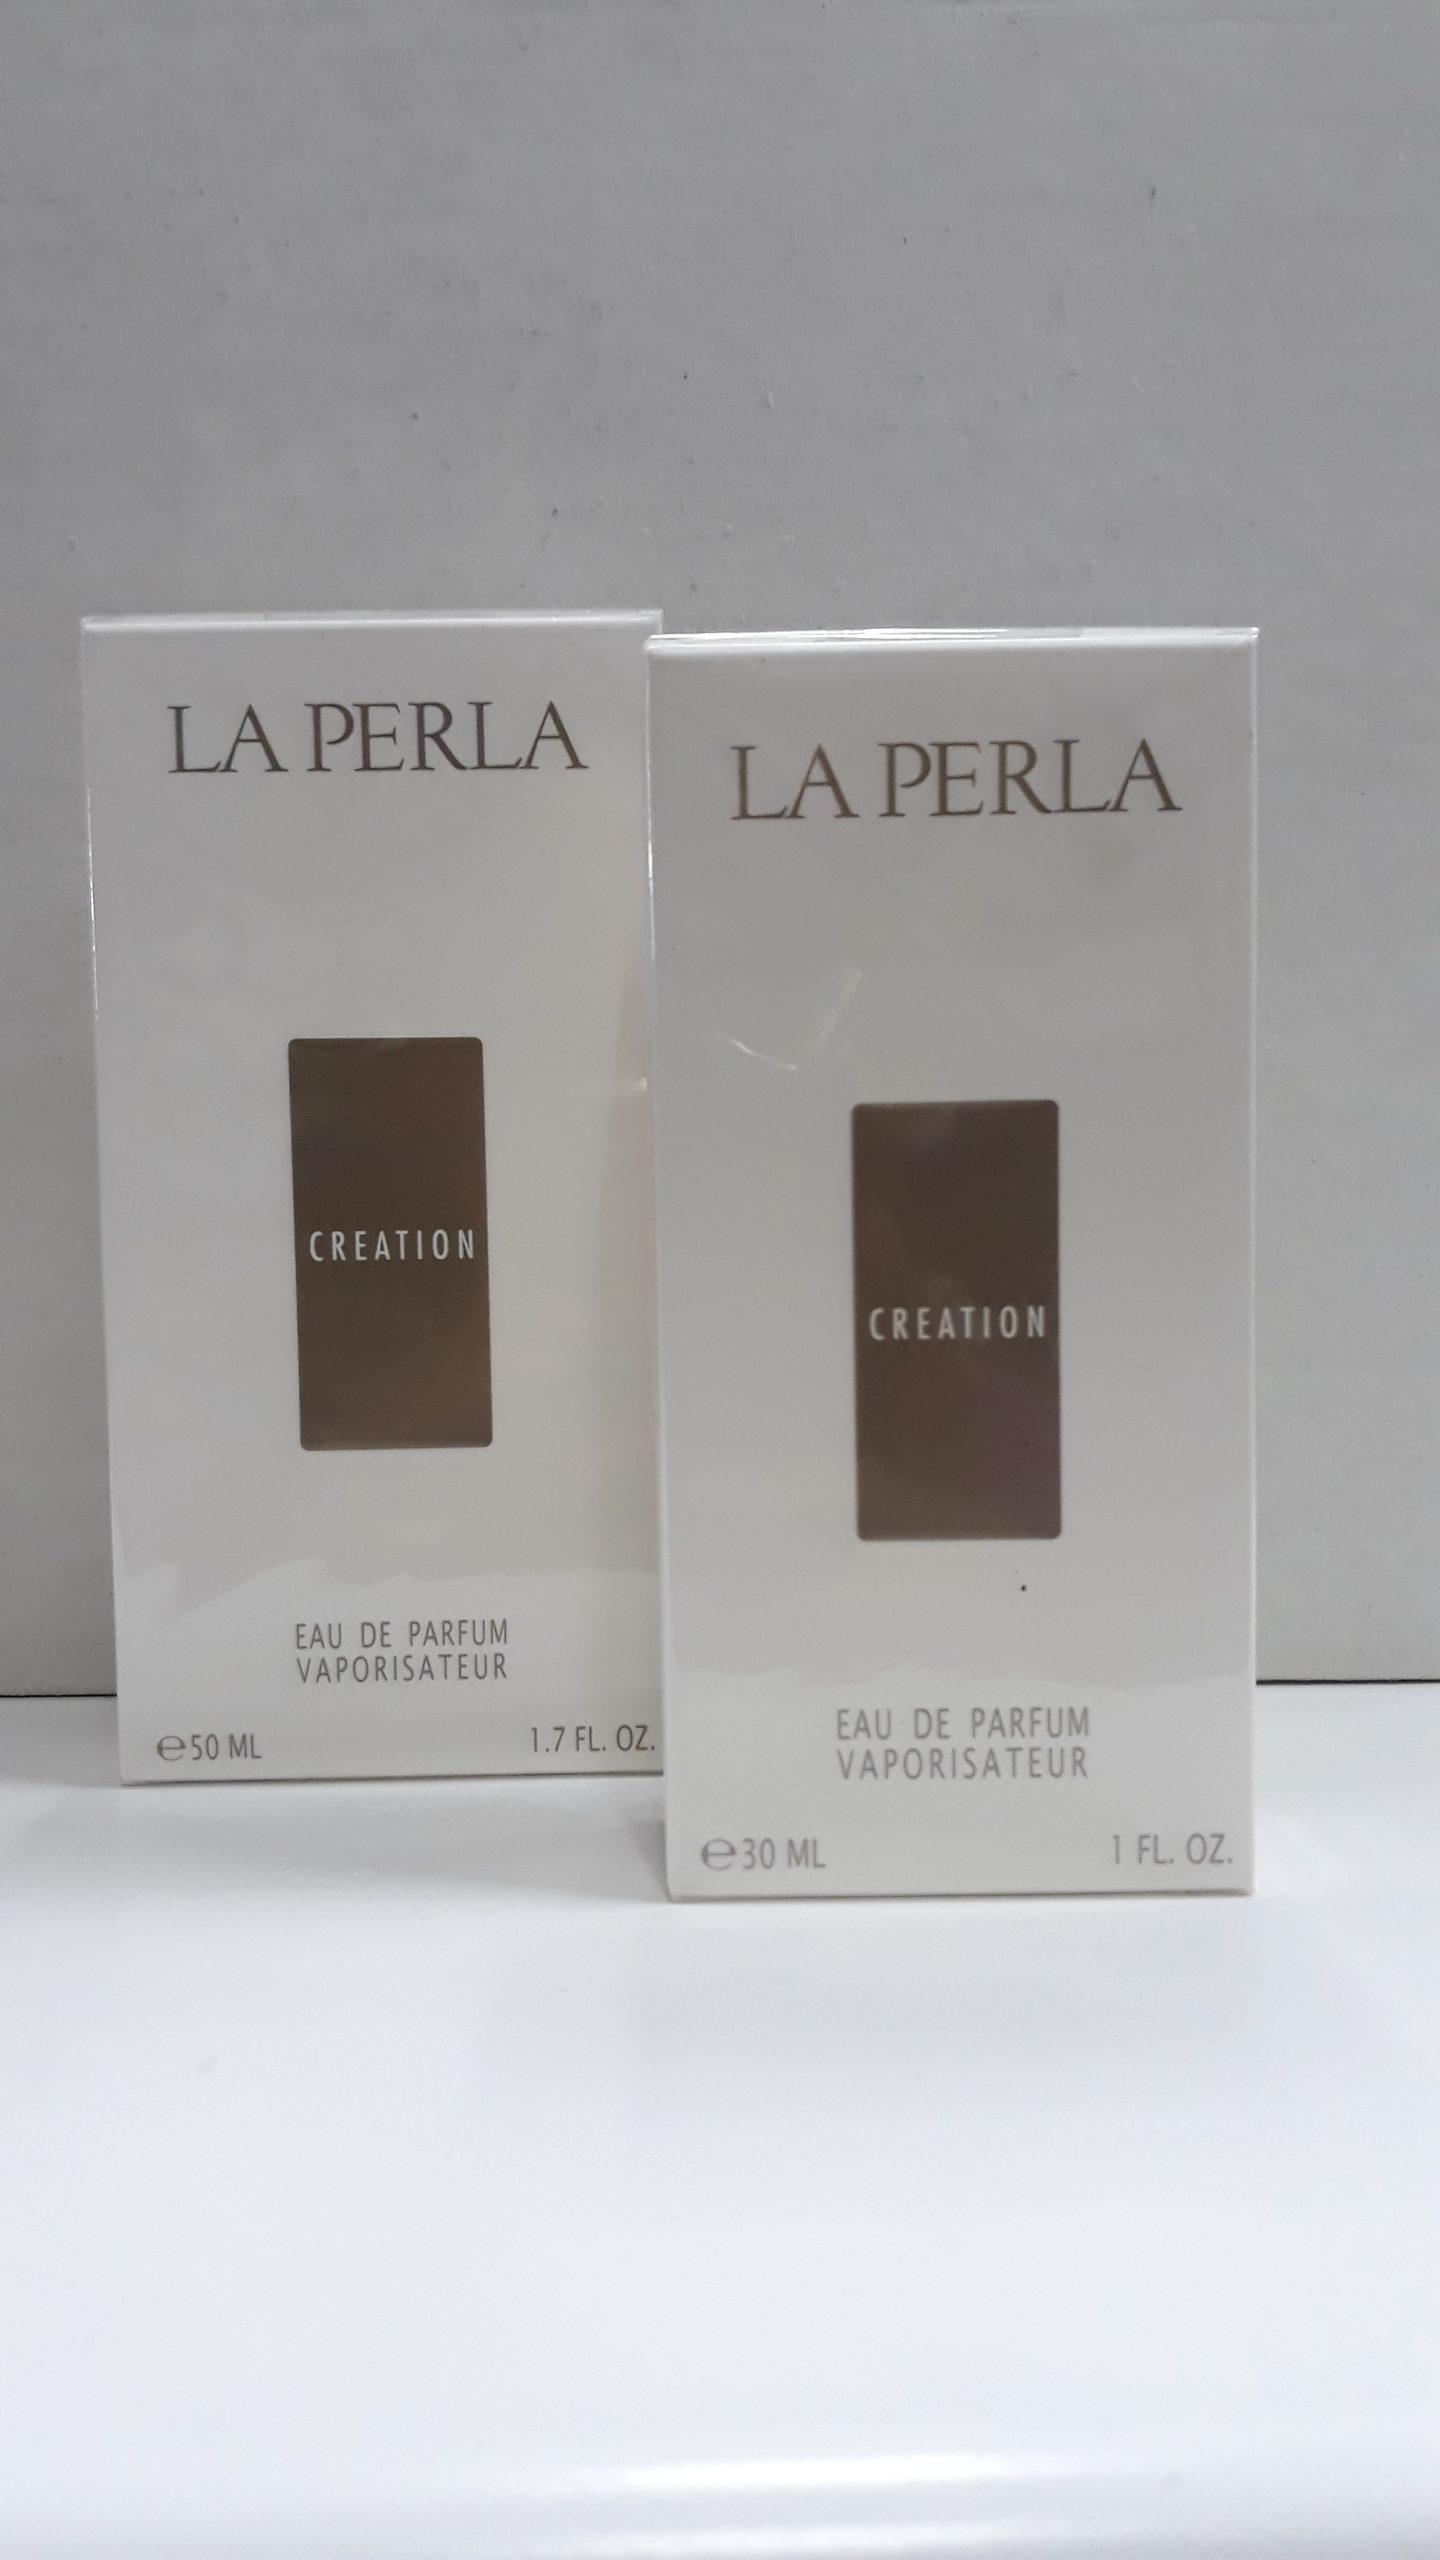 LA PERLA
CREATION
EAU DE PARFUM
VAPORISATEUR
℮50 ML 1.7 FL. OZ.
LA PERLA
CREATION
EAU DE PARFUM
VAPORISATEUR
℮30 ML 1 FL. OZ.